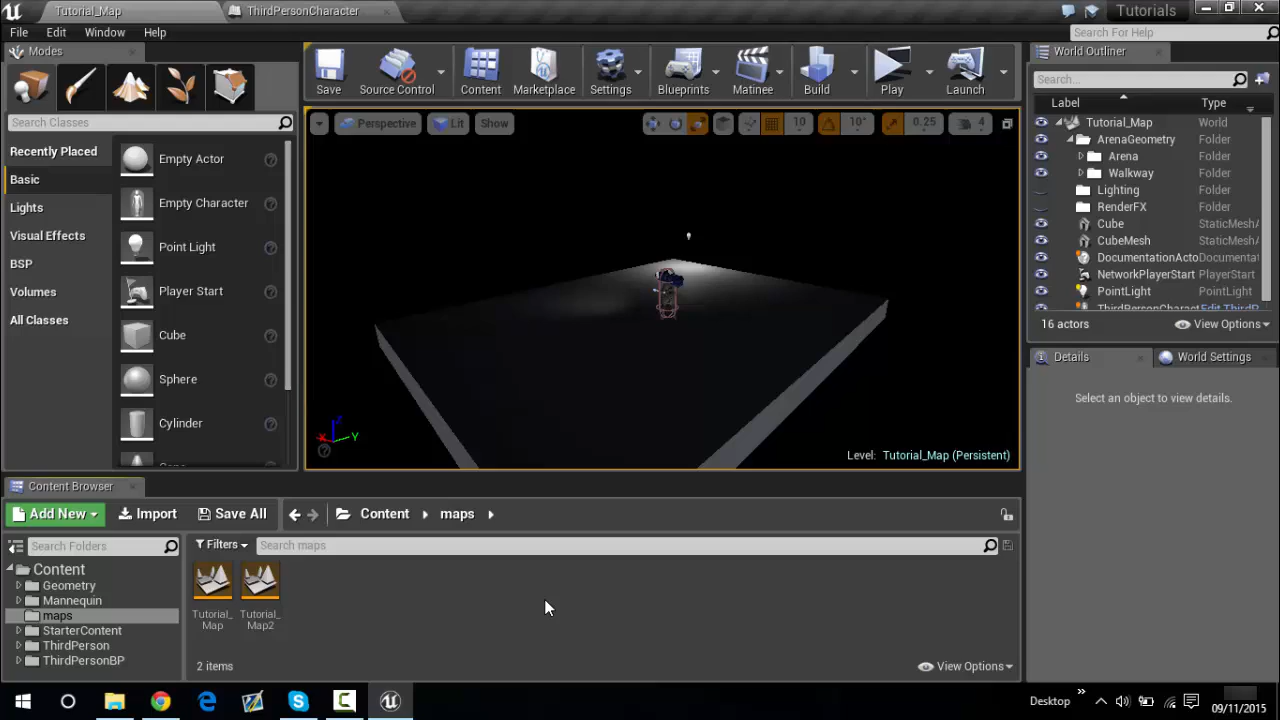 Tutorial_Map
ThirdPersonCharacter
Tutorials
File Edit Window Help
Search For Help
Modes
Save
Source Control
Content
Marketplace
Settings
Blueprints
Matinee
Build
Play
Launch
World Outliner
Search...
Label Type
Search Classes
Perspective Lit Show
10 10° 0.25 4
Recently Placed
Basic
Lights
Visual Effects
BSP
Volumes
All Classes
Empty Actor
Empty Character
Point Light
Player Start
Cube
Sphere
Cylinder
X Y
Level: Tutorial_Map (Persistent)
Tutorial_Map World
ArenaGeometry Folder
Arena Folder
Walkway Folder
Lighting Folder
RenderFX Folder
Cube StaticMesh
CubeMesh StaticMesh
DocumentationActo Documenta
NetworkPlayerStart PlayerStart
PointLight PointLight
ThirdPersonCharact Edit ThirdP
16 actors
View Options
Details
World Settings
Select an object to view details.
Content Browser
Add New
Import
Save All
Content
maps
Search Folders
Filters
Search maps
Content
Geometry
Mannequin
maps
StarterContent
ThirdPerson
ThirdPersonBP
Tutorial_
Map
Tutorial_
Map2
2 items
View Options
Desktop
09/11/2015